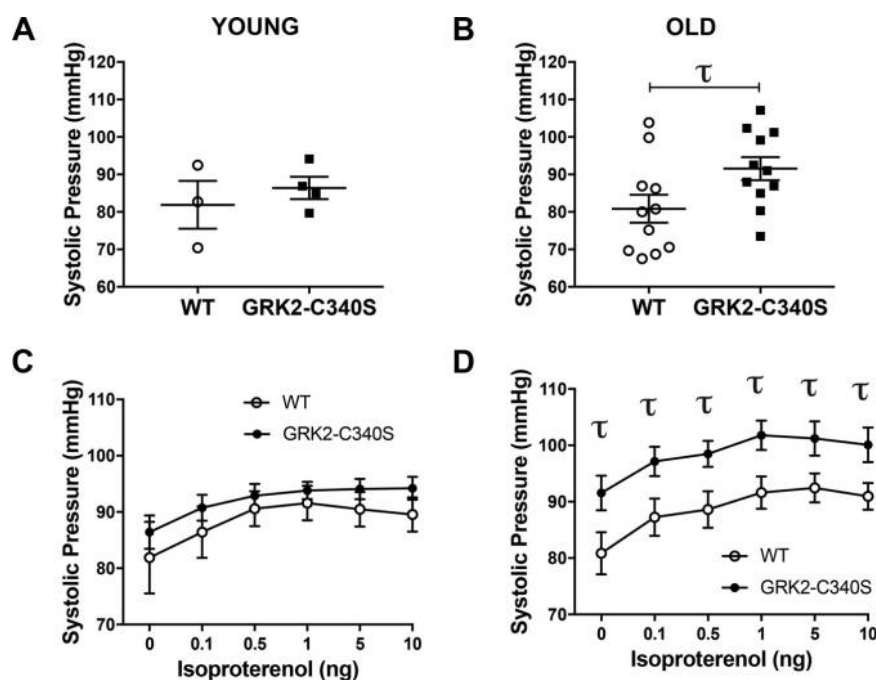 A
YOUNG
Systolic Pressure (mmHg)
120
110
100
90
80
70
60
WT
GRK2-C340S
B
OLD
Systolic Pressure (mmHg)
120
110
100
90
80
70
60
τ
WT
GRK2-C340S
C
Systolic Pressure (mmHg)
110
100
90
80
70
WT
GRK2-C340S
0 0.1 0.5 1 5 10
Isoproterenol (ng)
D
Systolic Pressure (mmHg)
110
100
90
80
70
τ τ τ τ τ τ
WT
GRK2-C340S
0 0.1 0.5 1 5 10
Isoproterenol (ng)